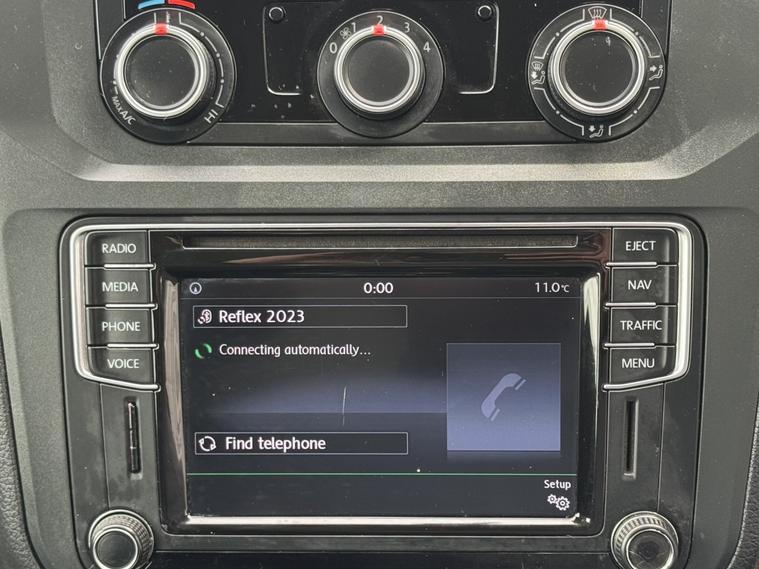 0 1 2 3 4
MAX A/C
HI
RADIO
EJECT
MEDIA
NAV
PHONE
TRAFFIC
VOICE
MENU
0:00
11.0°C
Reflex 2023
Connecting automatically...
Find telephone
Setup